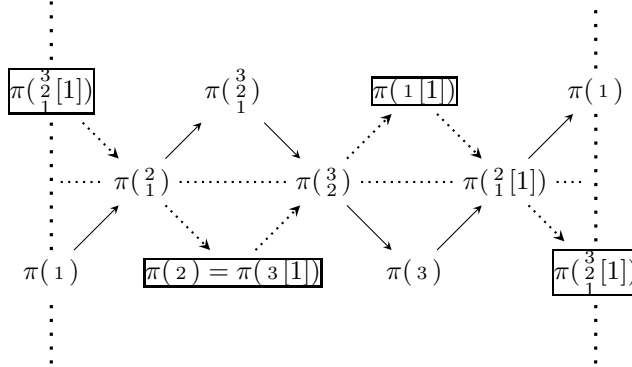 π(3 2 1[1]) π(3 2 1) π(1[1]) π(1)
π(2 1) π(3 2) π(2 1[1])
π(1) π(2) = π(3[1]) π(3) π(3 2 1[1])